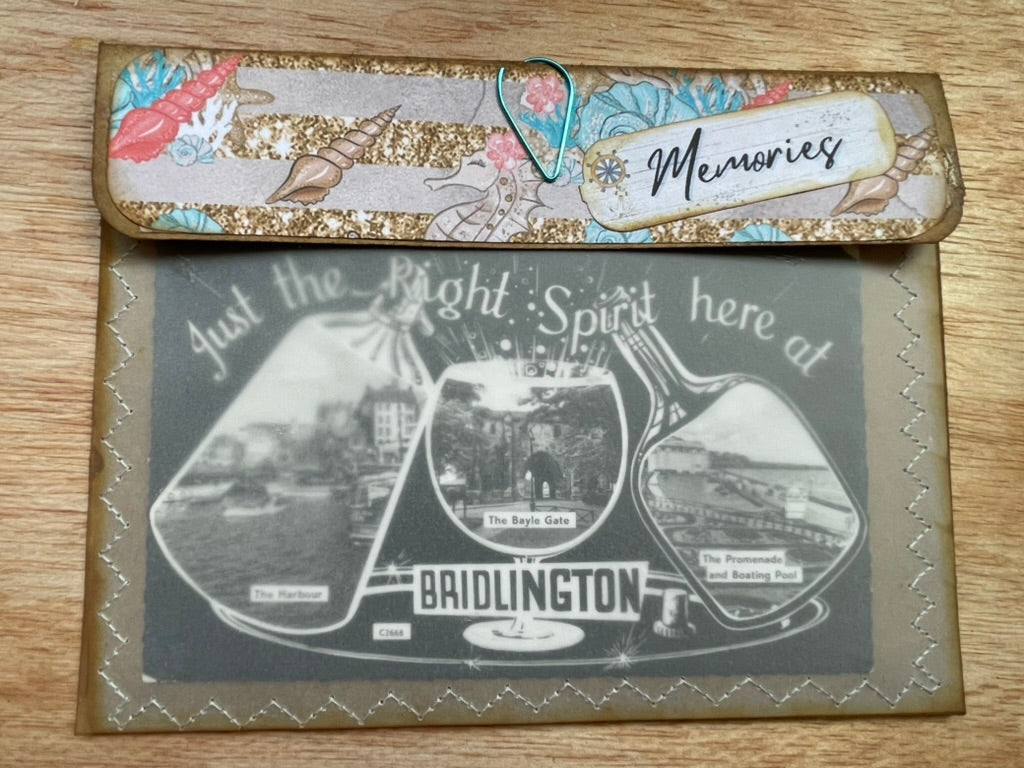 Memories
Just the Right Spirit here at
The Bayle Gate
The Promenade
and Boating Pool
The Harbour
BRIDLINGTON
C2668